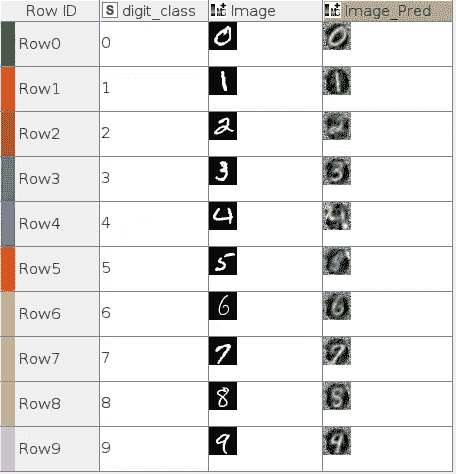 Row ID S digit_class Image Image_Pred
Row0 0 0 0
Row1 1 1 1
Row2 2 2 2
Row3 3 3 3
Row4 4 4 4
Row5 5 5
Row6 6 6 6
Row7 7 7 7
Row8 8 8 8
Row9 9 9 9